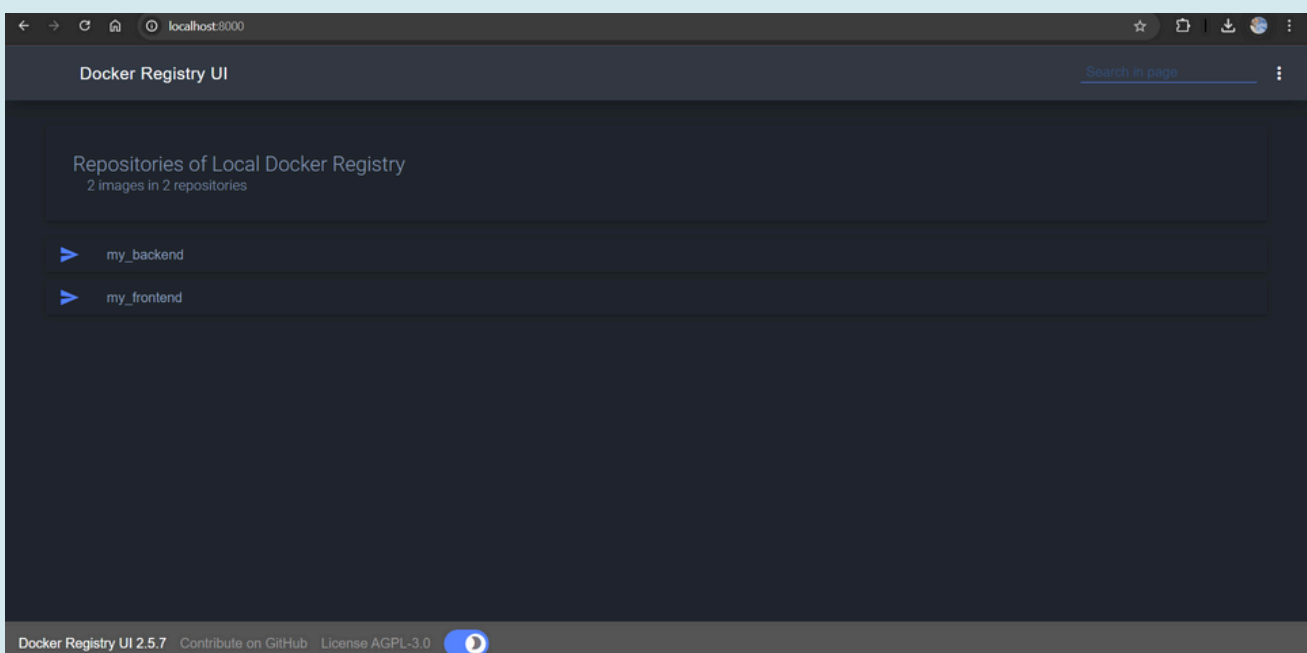 localhost:8000
Docker Registry UI
Search in page
Repositories of Local Docker Registry
2 images in 2 repositories
my_backend
my_frontend
Docker Registry UI 2.5.7 Contribute on GitHub License AGPL-3.0